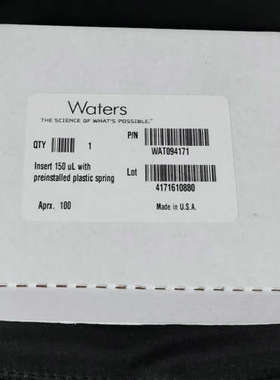 Waters
THE SCIENCE OF WHAT'S POSSIBLE.™
P/N
QTY 1
WAT094171
Insert 150 uL with
preinstalled plastic spring
Lot
4171610880
Aprx. 100
Made in U.S.A.